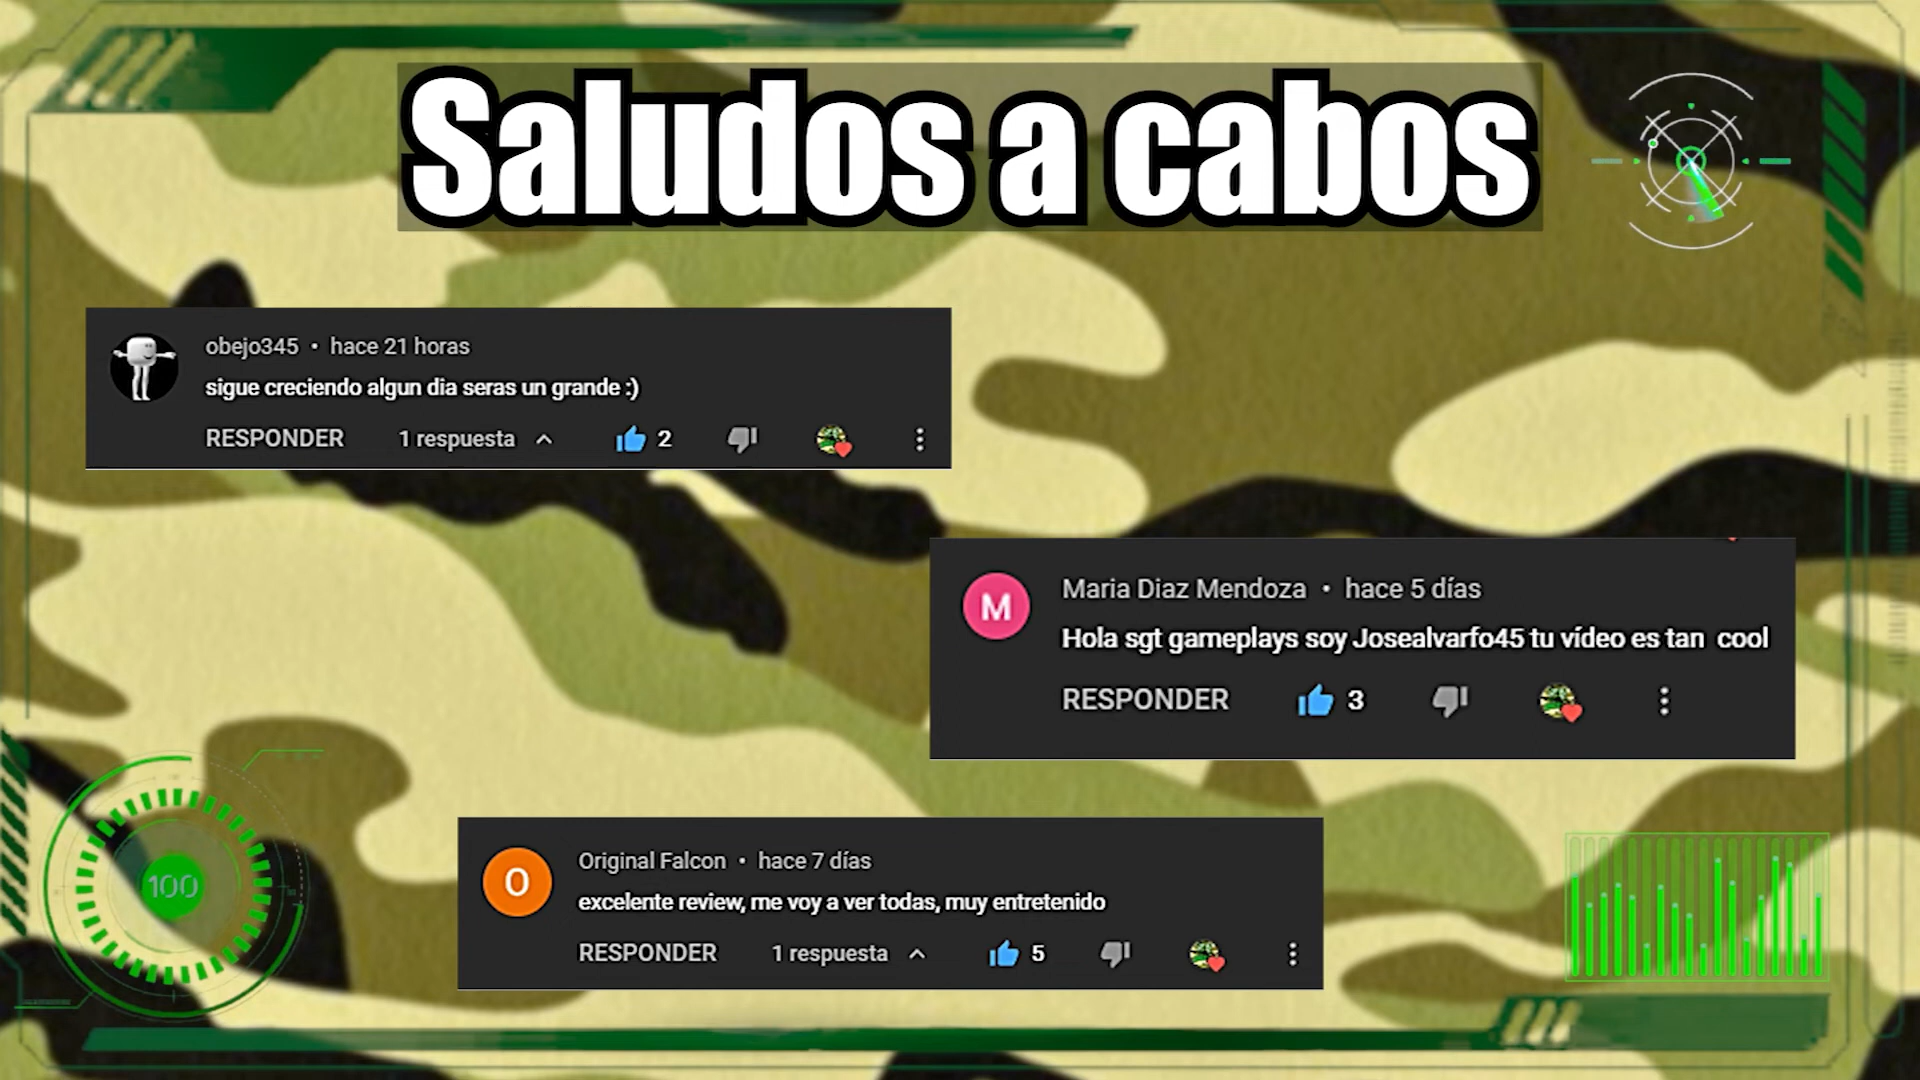 Saludos a cabos
obejo345 • hace 21 horas
sigue creciendo algun dia seras un grande :)
RESPONDER 1 respuesta 2
M
Maria Diaz Mendoza • hace 5 días
Hola sgt gameplays soy Josealvarfo45 tu vídeo es tan cool
RESPONDER 3
O
Original Falcon • hace 7 días
excelente review, me voy a ver todas, muy entretenido
RESPONDER 1 respuesta 5
100